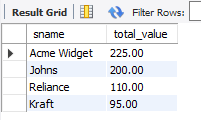 Result Grid Filter Rows:
sname total_value
Acme Widget 225.00
Johns 200.00
Reliance 110.00
Kraft 95.00